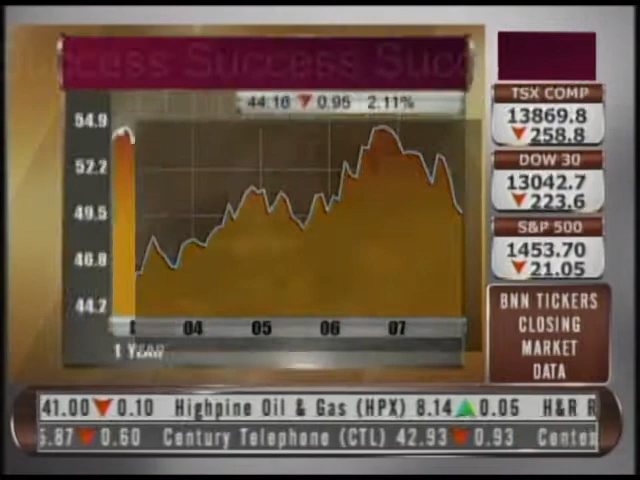 Success Success Succ
44.16 ▼ 0.95 2.11%
54.9
52.2
49.5
46.8
44.2
04 05 06 07
1 YEAR
TSX COMP
13869.8
▼258.8
DOW 30
13042.7
▼223.6
S&P 500
1453.70
▼21.05
BNN TICKERS
CLOSING
MARKET
DATA
41.00▼0.10 Highpine Oil & Gas (HPX) 8.14▲0.05 H&R R
5.87▼0.60 Century Telephone (CTL) 42.93▼0.93 Centex